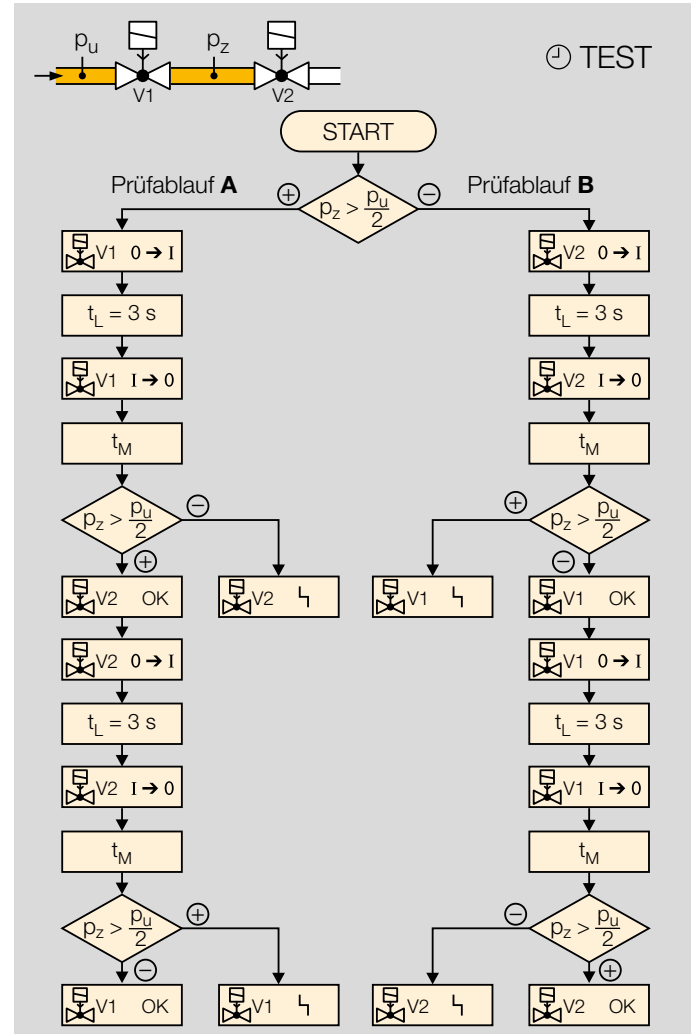 pu pz
V1 V2
TEST
START
Prüfablauf A
+
pz > pu/2
−
Prüfablauf B
V1 0 → I
tL = 3 s
V1 I → 0
tM
pz > pu/2
−
+
V2 OK
V2
V2 0 → I
tL = 3 s
V2 I → 0
tM
pz > pu/2
+
−
V1 OK
V1
V2 0 → I
tL = 3 s
V2 I → 0
tM
+
pz > pu/2
−
V1
V1 OK
V1 0 → I
tL = 3 s
V1 I → 0
tM
−
pz > pu/2
+
V2
V2 OK